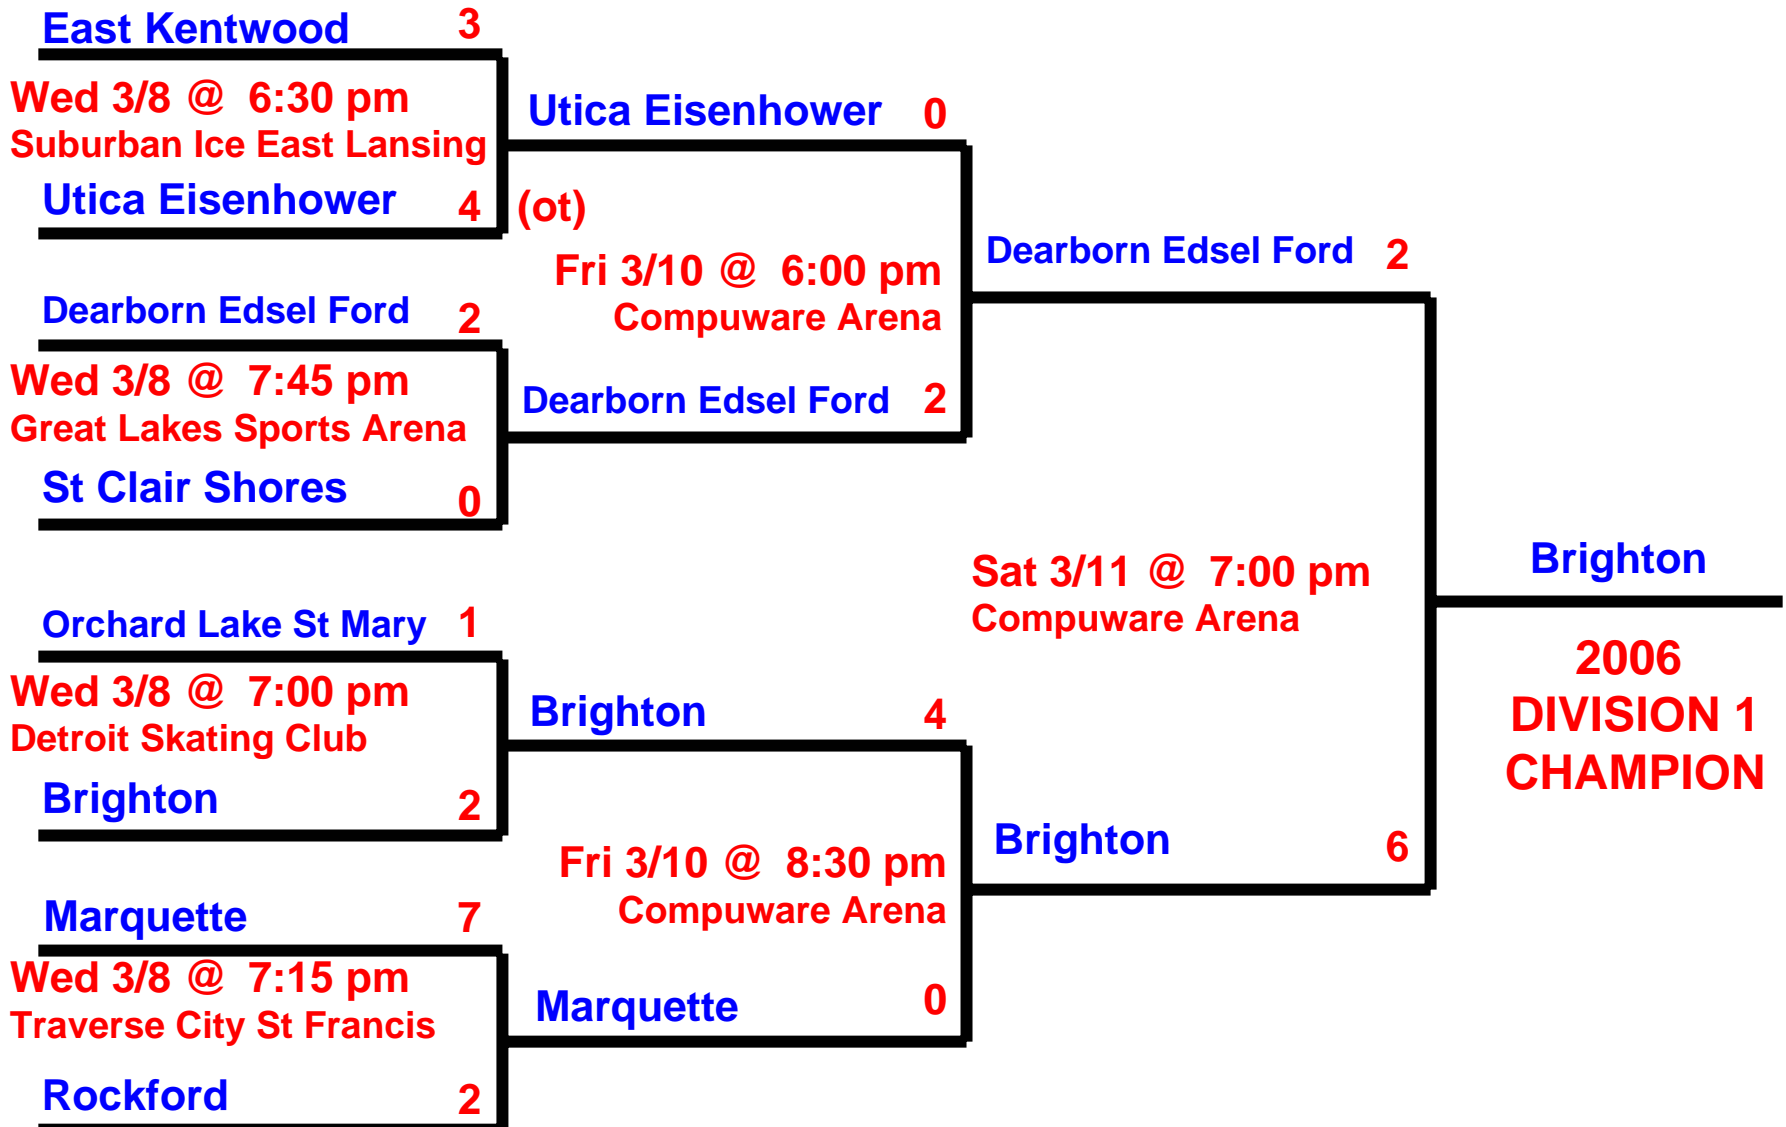 East Kentwood 3
Wed 3/8 @ 6:30 pm
Suburban Ice East Lansing
Utica Eisenhower 4 (ot)
Dearborn Edsel Ford 2
Wed 3/8 @ 7:45 pm
Great Lakes Sports Arena
St Clair Shores 0
Orchard Lake St Mary 1
Wed 3/8 @ 7:00 pm
Detroit Skating Club
Brighton 2
Marquette 7
Wed 3/8 @ 7:15 pm
Traverse City St Francis
Rockford 2
Utica Eisenhower 0
Fri 3/10 @ 6:00 pm
Compuware Arena
Dearborn Edsel Ford 2
Brighton 4
Fri 3/10 @ 8:30 pm
Compuware Arena
Marquette 0
Dearborn Edsel Ford 2
Sat 3/11 @ 7:00 pm
Compuware Arena
Brighton 6
Brighton
2006
DIVISION 1
CHAMPION